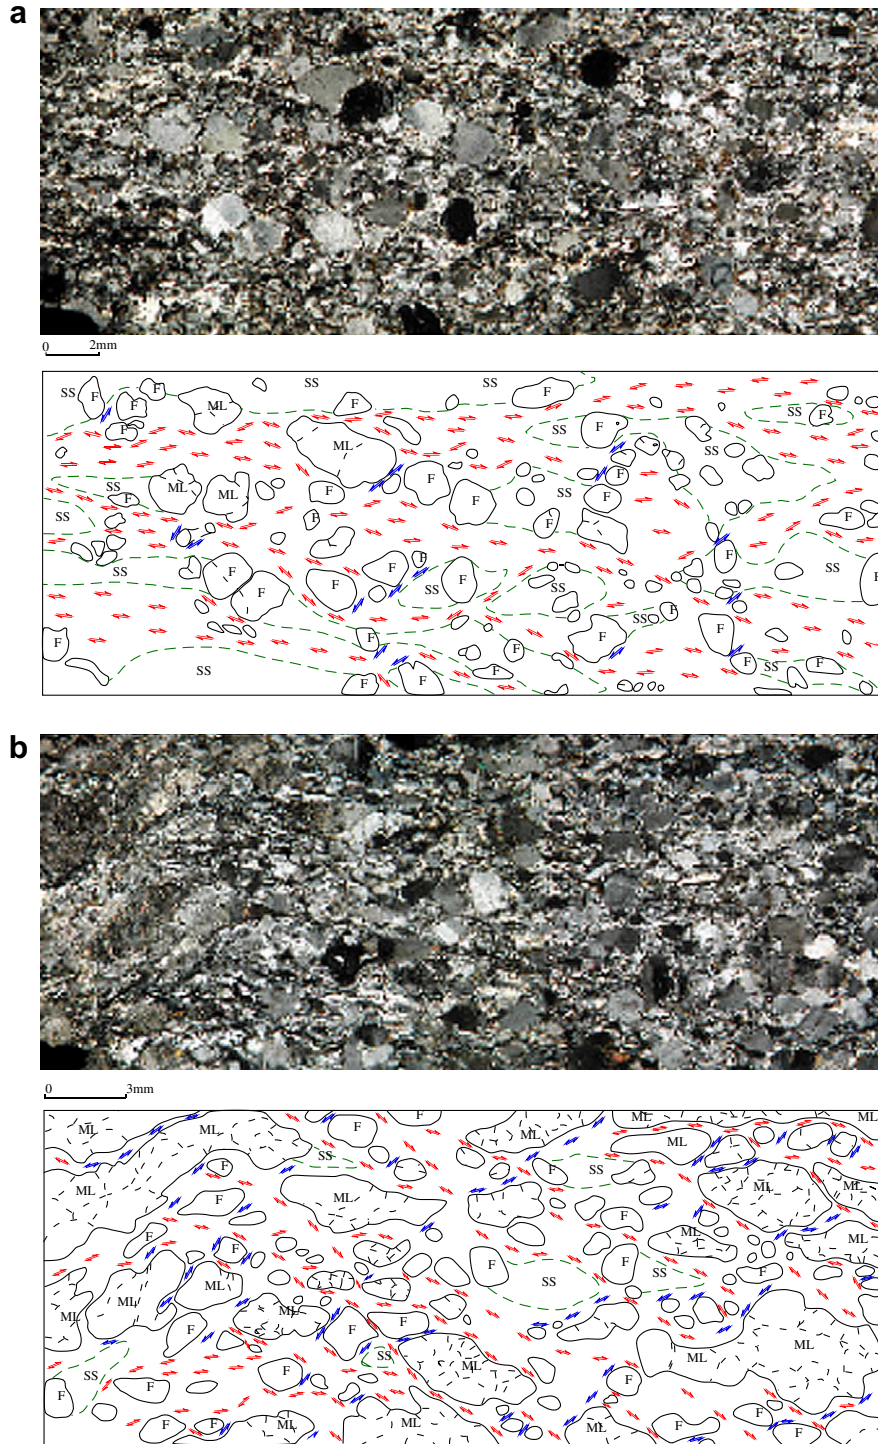 a
0 2mm
SS F F SS SS F
F ML F SS F
F SS F
ML SS
SS ML ML F F SS F
F F F F F
SS F F F
SS F F F F SS F
F SS SS
F SS F
F F F
SS F F F SS F
F F
b
0 3mm
ML ML F ML ML ML
F ML
SS F SS
ML F ML ML ML
F F
F F ML ML
F F
ML ML SS SS F
ML ML F F
F F ML ML
SS SS ML
F F F F
F F ML ML ML F F F